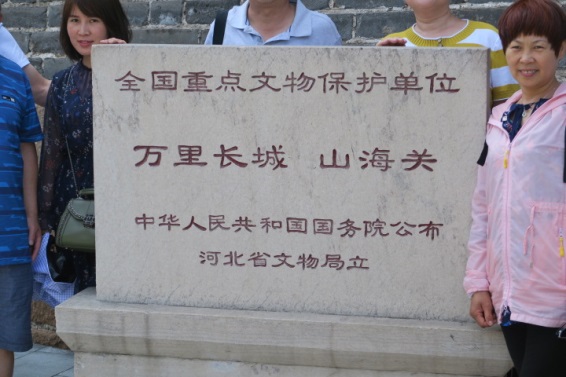 全国重点文物保护单位
万里长城 山海关
中华人民共和国国务院公布
河北省文物局立